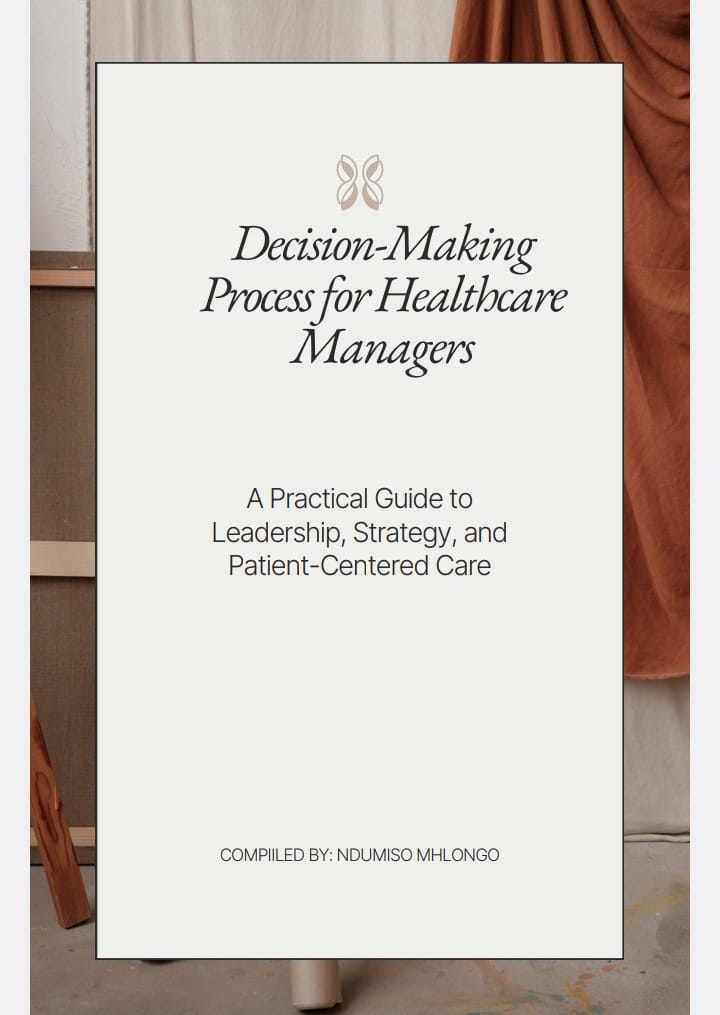 Decision-Making
Process for Healthcare
Managers
A Practical Guide to
Leadership, Strategy, and
Patient-Centered Care
COMPIILED BY: NDUMISO MHLONGO